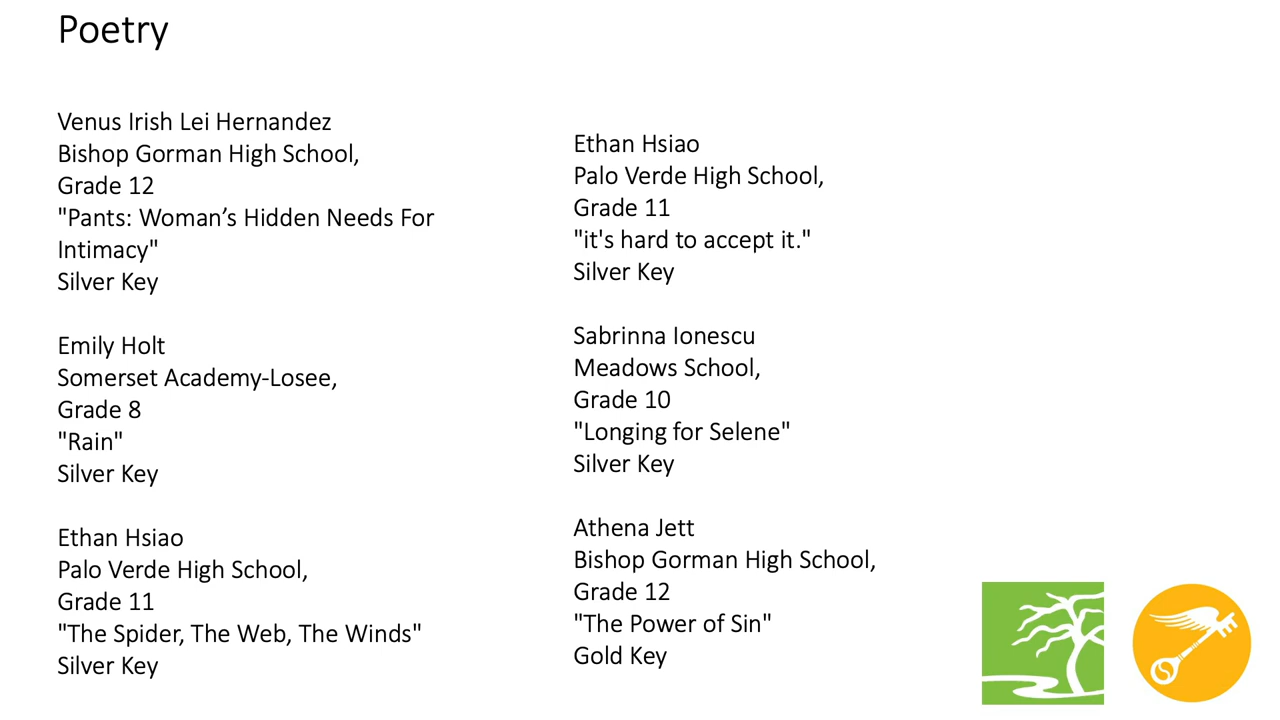 Poetry
Venus Irish Lei Hernandez
Bishop Gorman High School,
Grade 12
"Pants: Woman’s Hidden Needs For
Intimacy"
Silver Key
Emily Holt
Somerset Academy-Losee,
Grade 8
"Rain"
Silver Key
Ethan Hsiao
Palo Verde High School,
Grade 11
"The Spider, The Web, The Winds"
Silver Key
Ethan Hsiao
Palo Verde High School,
Grade 11
"it's hard to accept it."
Silver Key
Sabrinna Ionescu
Meadows School,
Grade 10
"Longing for Selene"
Silver Key
Athena Jett
Bishop Gorman High School,
Grade 12
"The Power of Sin"
Gold Key